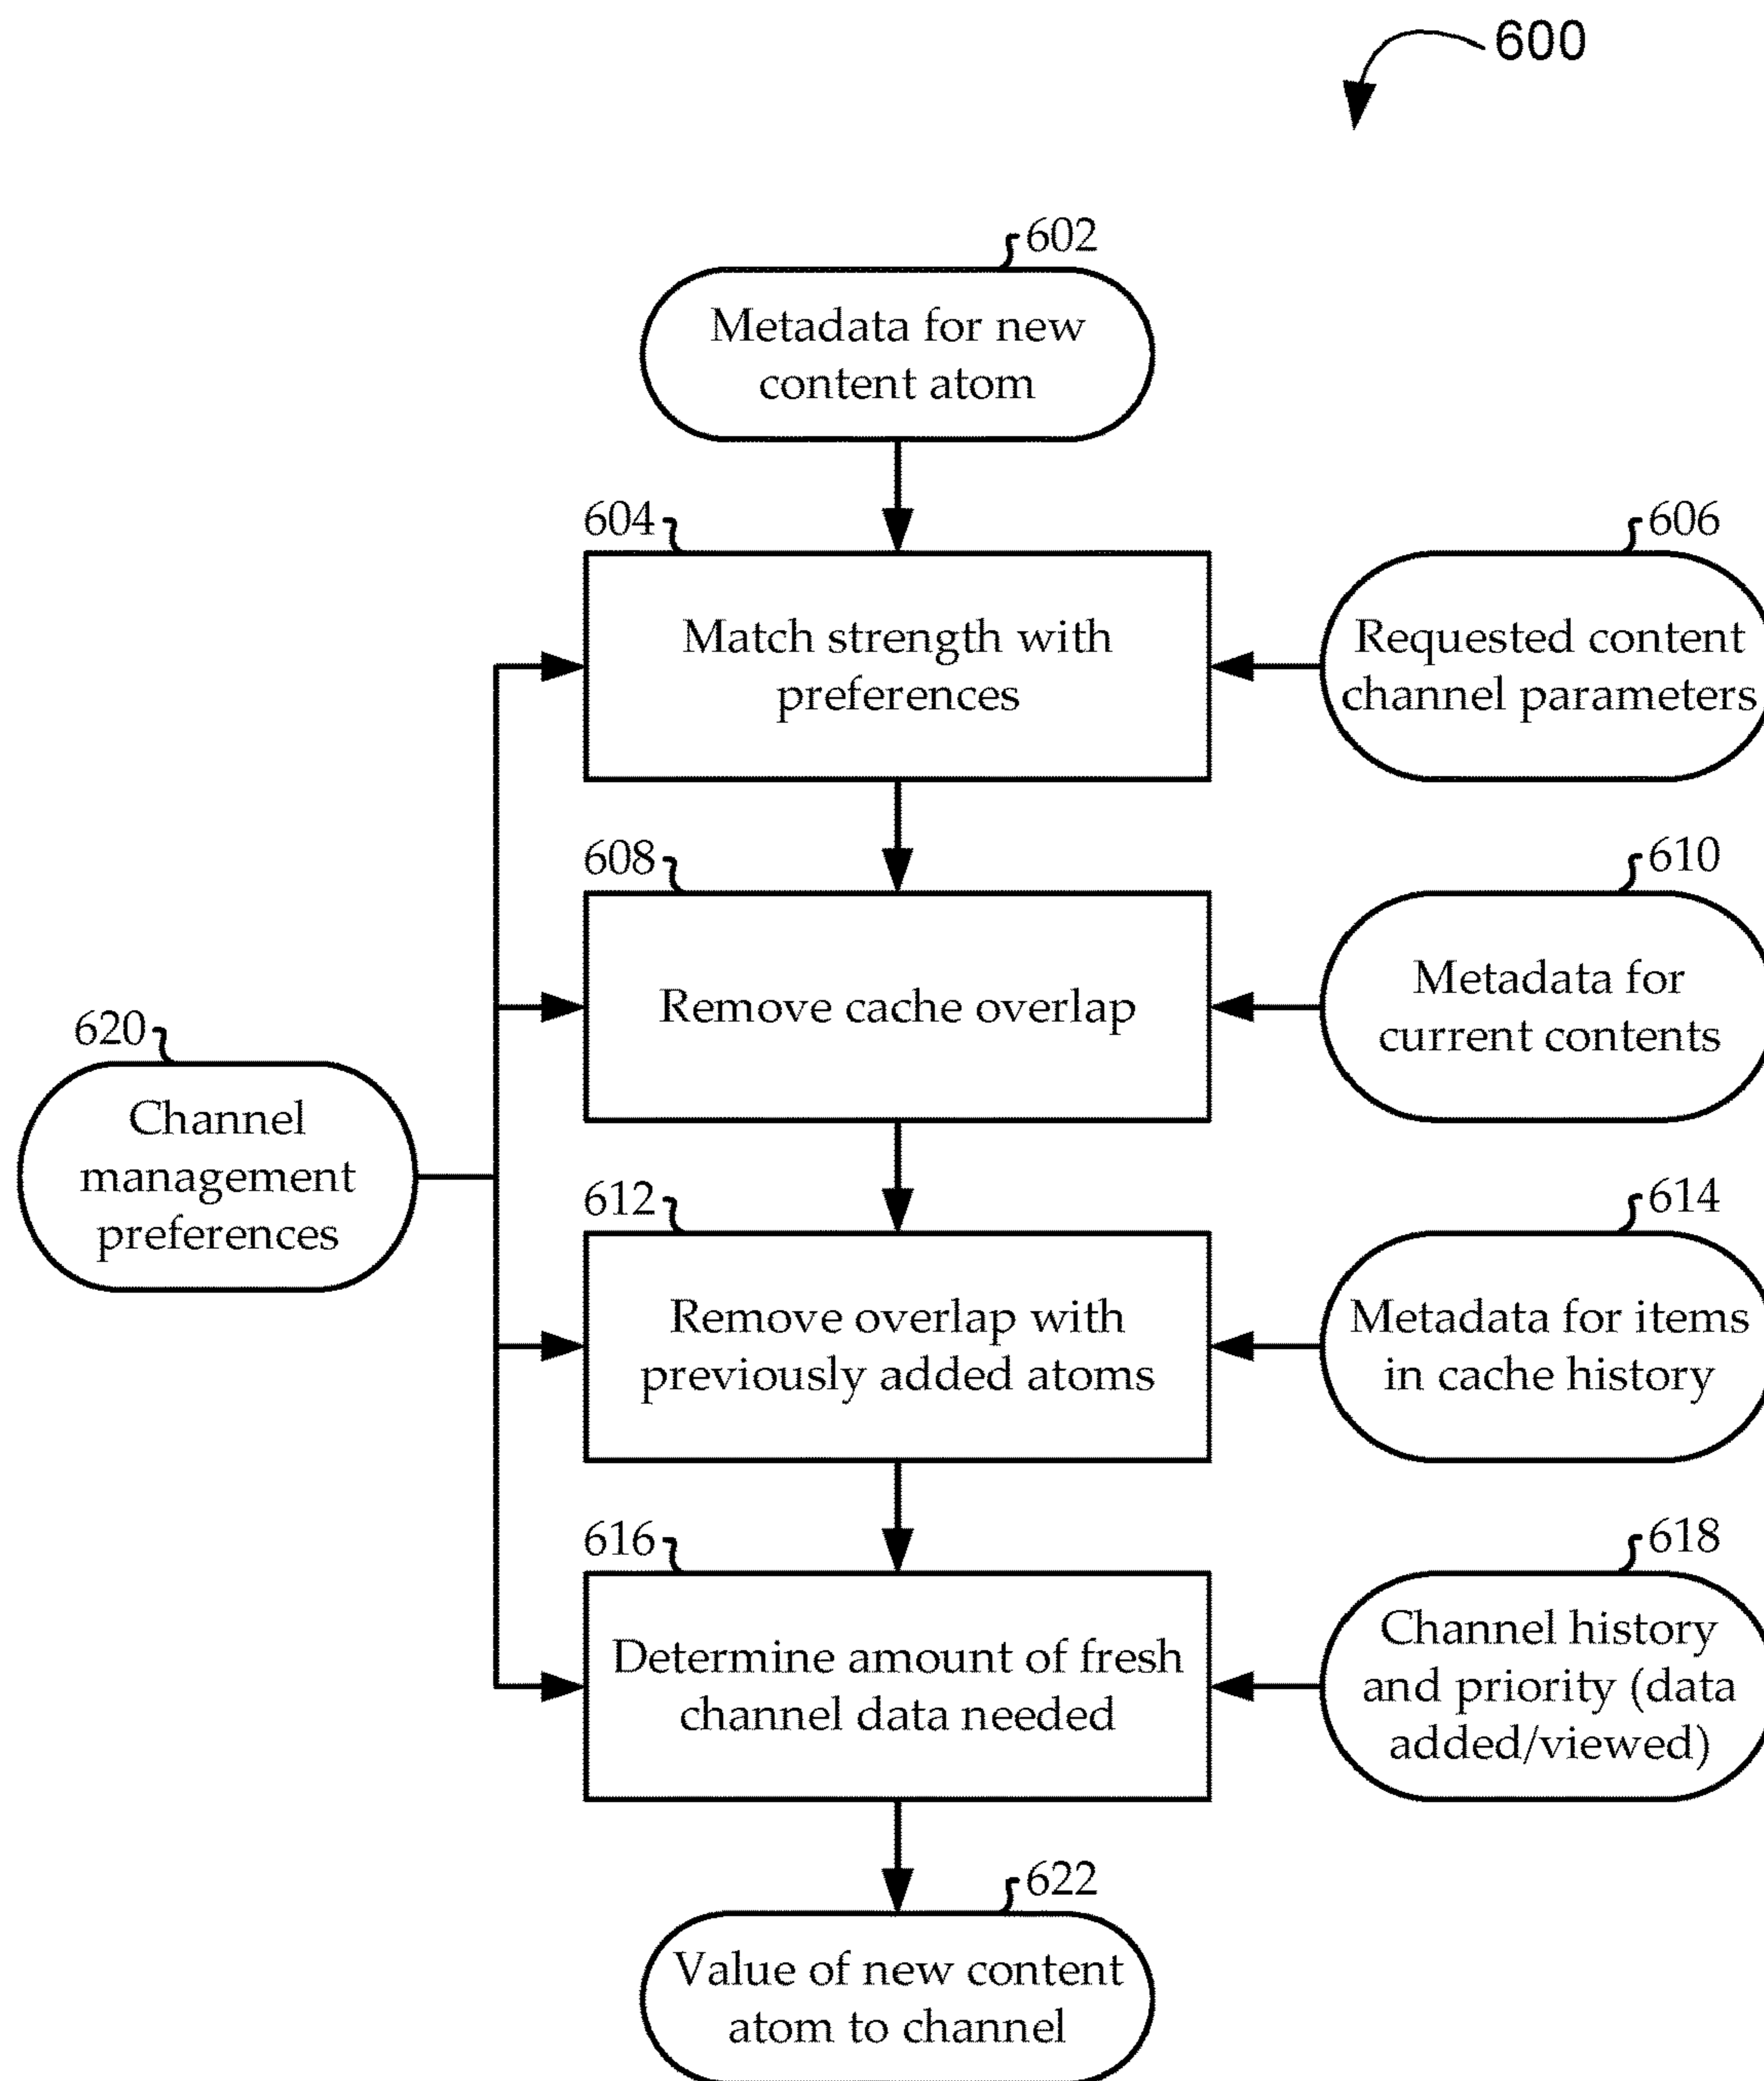 600
602
Metadata for new
content atom
604
Match strength with
preferences
606
Requested content
channel parameters
608
Remove cache overlap
610
Metadata for
current contents
620
Channel
management
preferences
612
Remove overlap with
previously added atoms
614
Metadata for items
in cache history
616
Determine amount of fresh
channel data needed
618
Channel history
and priority (data
added/viewed)
622
Value of new content
atom to channel